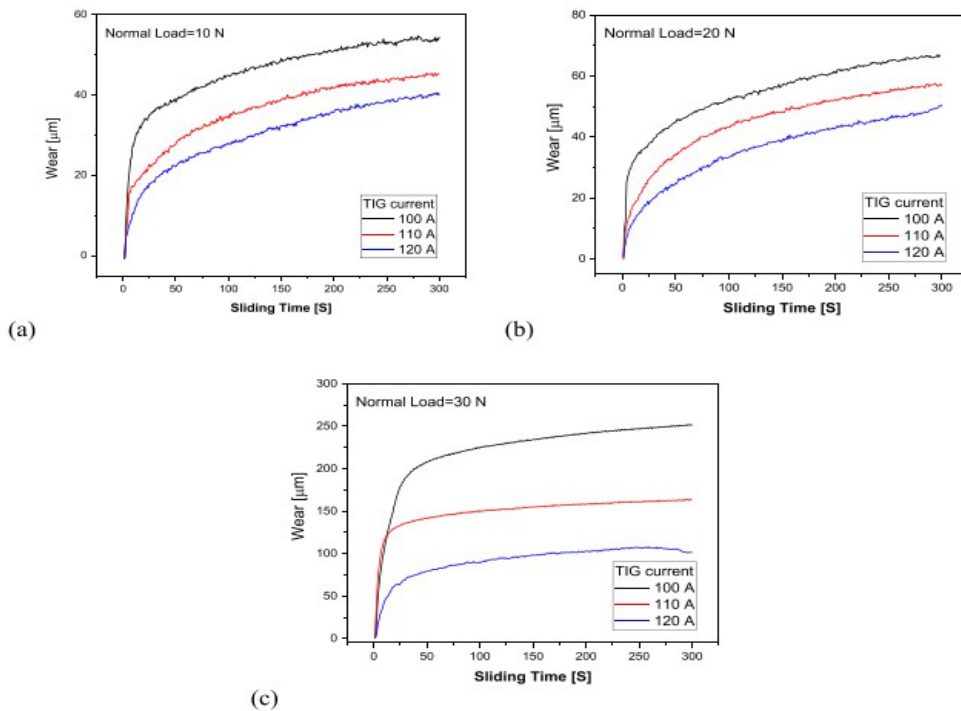 Normal Load=10 N
Wear [μm]
60
40
20
0
TIG current
100 A
110 A
120 A
0 50 100 150 200 250 300
Sliding Time [S]
(a)
Normal Load=20 N
Wear [μm]
80
60
40
20
0
TIG current
100 A
110 A
120 A
0 50 100 150 200 250 300
Sliding Time [S]
(b)
Normal Load=30 N
Wear [μm]
300
250
200
150
100
50
0
TIG current
100 A
110 A
120 A
0 50 100 150 200 250 300
Sliding Time [S]
(c)